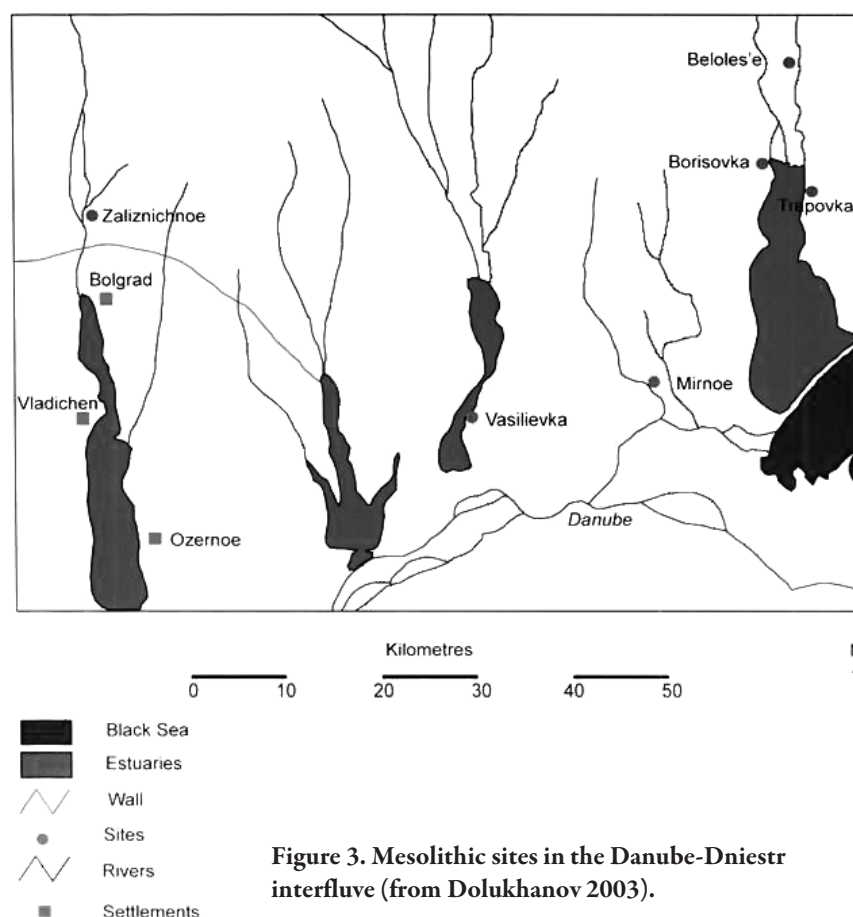 Beloles'e
Borisovka
Trapovka
Zaliznichnoe
Bolgrad
Mirnoe
Vladichen
Vasilievka
Danube
Ozernoe
Kilometres
0 10 20 30 40 50
Black Sea
Estuaries
Wall
Sites
Rivers
Settlements
Figure 3. Mesolithic sites in the Danube-Dniestr
interfluve (from Dolukhanov 2003).